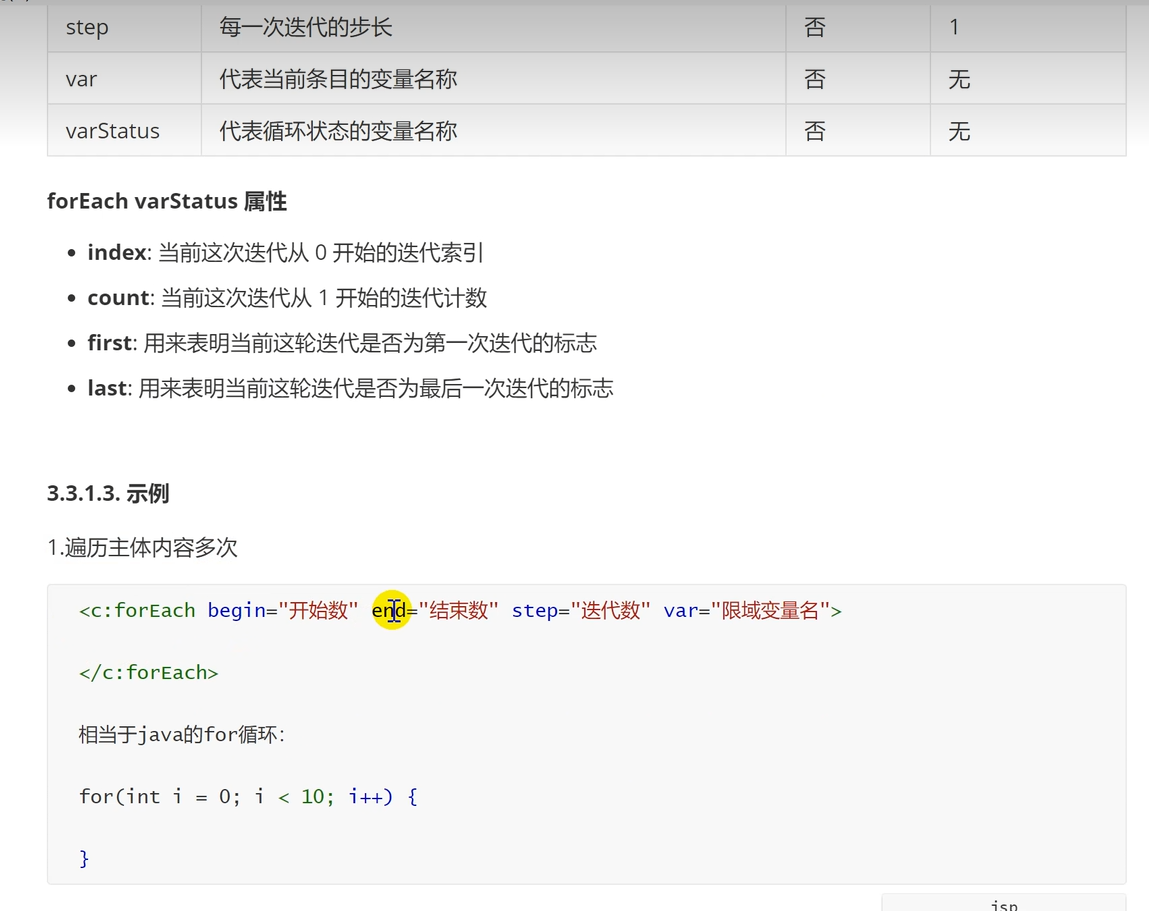 step 每一次迭代的步长 否 1
var 代表当前条目的变量名称 否 无
varStatus 代表循环状态的变量名称 否 无
forEach varStatus 属性
• index: 当前这次迭代从 0 开始的迭代索引
• count: 当前这次迭代从 1 开始的迭代计数
• first: 用来表明当前这轮迭代是否为第一次迭代的标志
• last: 用来表明当前这轮迭代是否为最后一次迭代的标志
3.3.1.3. 示例
1.遍历主体内容多次
<c:forEach begin="开始数" end="结束数" step="迭代数" var="限域变量名">
</c:forEach>
相当于java的for循环:
for(int i = 0; i < 10; i++) {
}
jsp